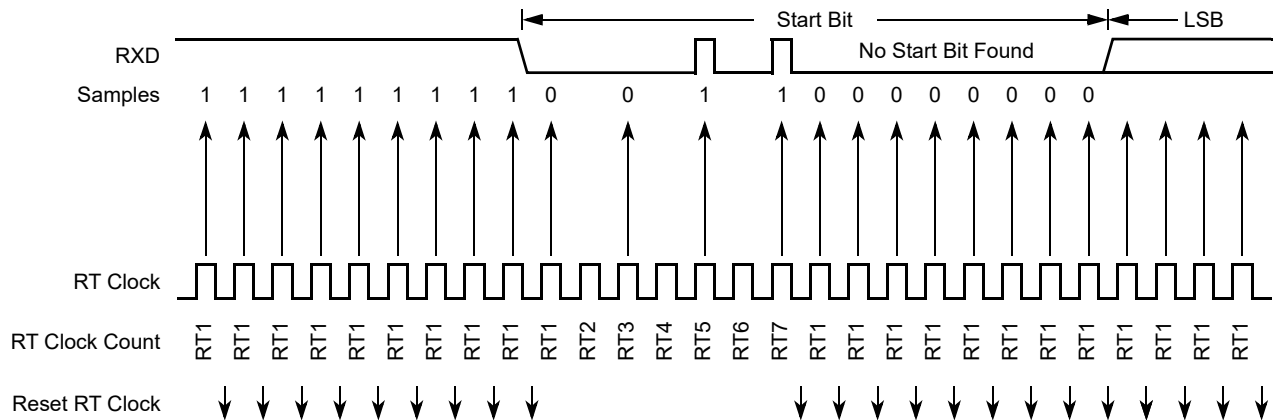 Start Bit LSB
RXD No Start Bit Found
Samples 1 1 1 1 1 1 1 1 1 0 0 1 1 0 0 0 0 0 0 0 0
RT Clock
RT Clock Count RT1 RT1 RT1 RT1 RT1 RT1 RT1 RT1 RT1 RT1 RT2 RT3 RT4 RT5 RT6 RT7 RT1 RT1 RT1 RT1 RT1 RT1 RT1 RT1 RT1 RT1 RT1 RT1
Reset RT Clock